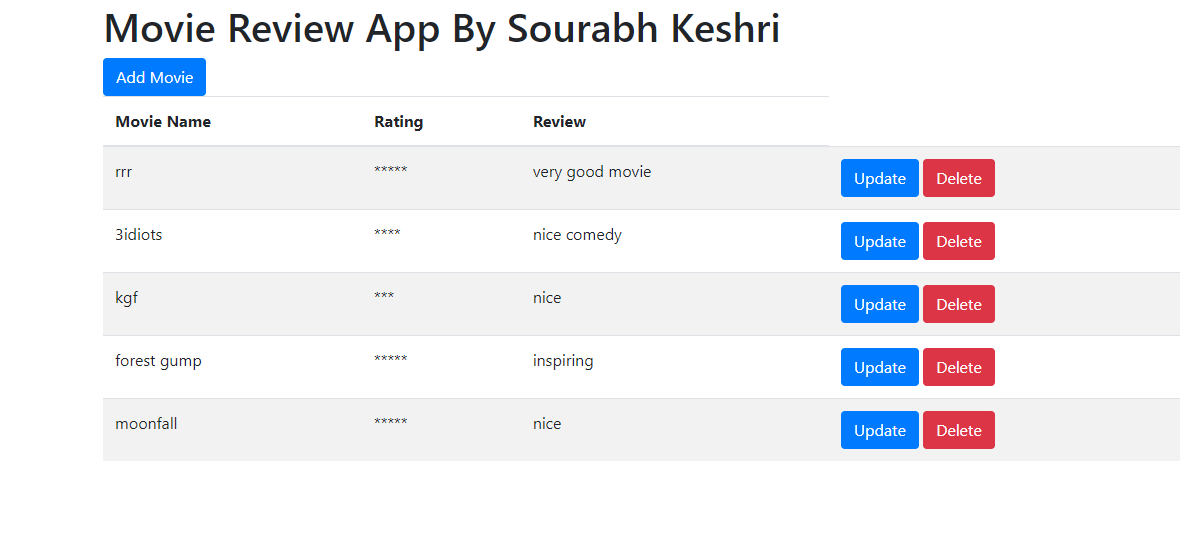 Movie Review App By Sourabh Keshri
Add Movie
Movie Name Rating Review
rrr ***** very good movie Update Delete
3idiots **** nice comedy Update Delete
kgf *** nice Update Delete
forest gump ***** inspiring Update Delete
moonfall ***** nice Update Delete